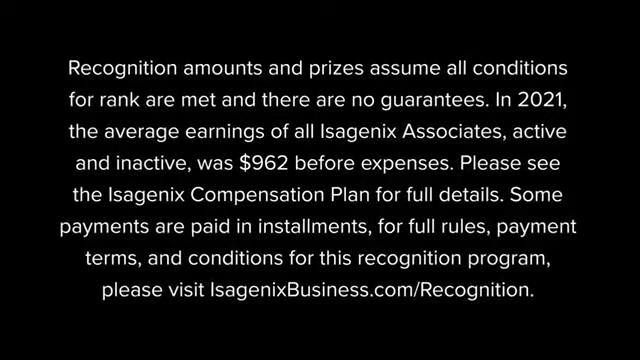 Recognition amounts and prizes assume all conditions
for rank are met and there are no guarantees. In 2021,
the average earnings of all Isagenix Associates, active
and inactive, was $962 before expenses. Please see
the Isagenix Compensation Plan for full details. Some
payments are paid in installments, for full rules, payment
terms, and conditions for this recognition program,
please visit IsagenixBusiness.com/Recognition.